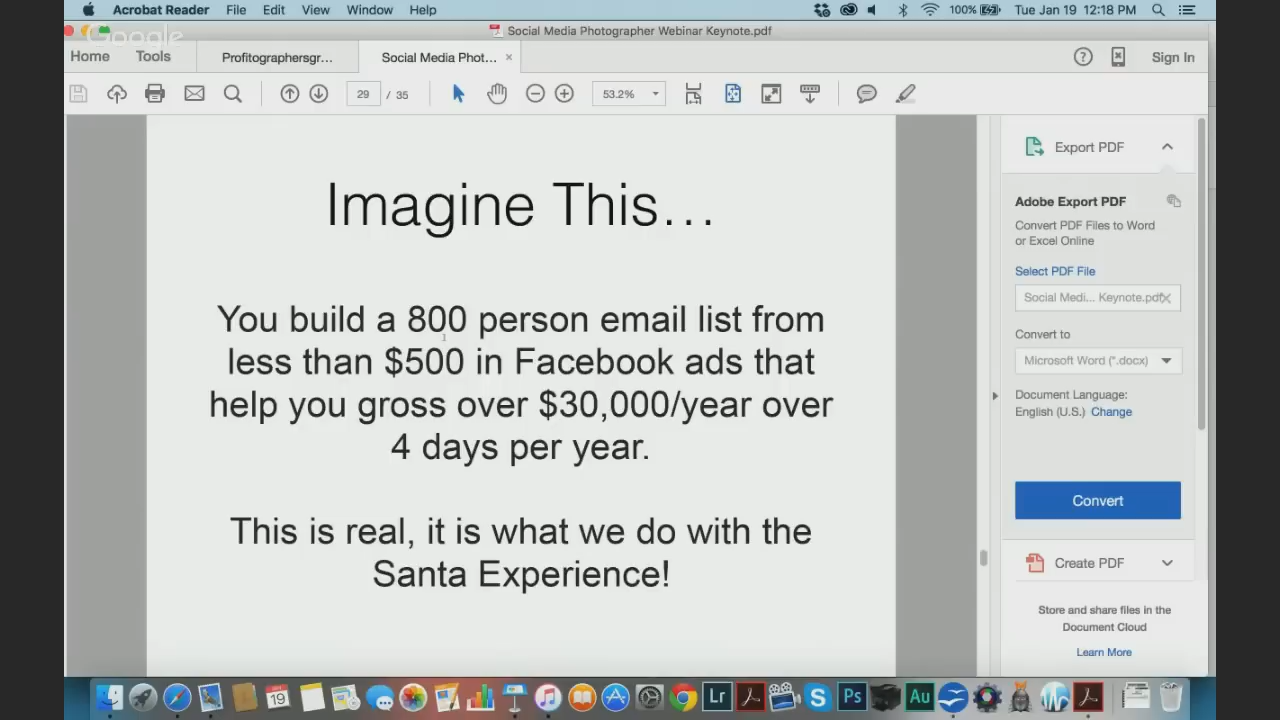 Acrobat Reader File Edit View Window Help 100% Tue Jan 19 12:18 PM
Google
Social Media Photographer Webinar Keynote.pdf
Home Tools Profitographersgr... Social Media Phot... × Sign In
29 / 35 53.2%
Imagine This...
You build a 800 person email list from
less than $500 in Facebook ads that
help you gross over $30,000/year over
4 days per year.
This is real, it is what we do with the
Santa Experience!
Export PDF
Adobe Export PDF
Convert PDF Files to Word
or Excel Online
Select PDF File
Social Medi... Keynote.pdf
Convert to
Microsoft Word (*.docx)
Document Language:
English (U.S.) Change
Convert
Create PDF
Store and share files in the
Document Cloud
Learn More
19 Lr S Ps Au